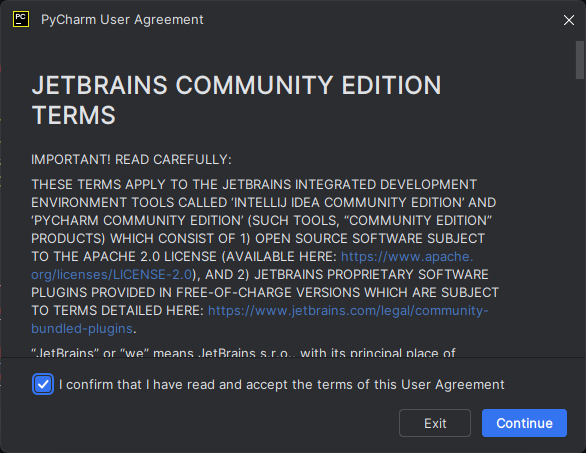 PC
PyCharm User Agreement
JETBRAINS COMMUNITY EDITION
TERMS
IMPORTANT! READ CAREFULLY:
THESE TERMS APPLY TO THE JETBRAINS INTEGRATED DEVELOPMENT
ENVIRONMENT TOOLS CALLED ‘INTELLIJ IDEA COMMUNITY EDITION’ AND
‘PYCHARM COMMUNITY EDITION’ (SUCH TOOLS, “COMMUNITY EDITION”
PRODUCTS) WHICH CONSIST OF 1) OPEN SOURCE SOFTWARE SUBJECT
TO THE APACHE 2.0 LICENSE (AVAILABLE HERE: https://www.apache.
org/licenses/LICENSE-2.0), AND 2) JETBRAINS PROPRIETARY SOFTWARE
PLUGINS PROVIDED IN FREE-OF-CHARGE VERSIONS WHICH ARE SUBJECT
TO TERMS DETAILED HERE: https://www.jetbrains.com/legal/community-
bundled-plugins.
“JetBrains” or “we” means JetBrains s.r.o., with its principal place of
I confirm that I have read and accept the terms of this User Agreement
Exit
Continue